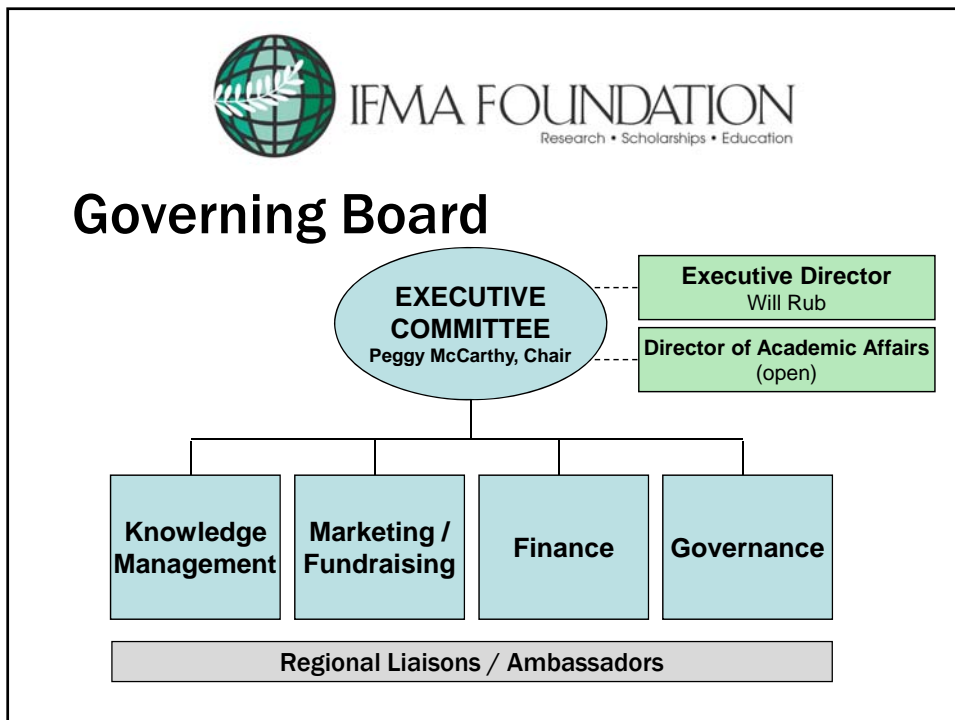 IFMA FOUNDATION
Research • Scholarships • Education
Governing Board
EXECUTIVE
COMMITTEE
Peggy McCarthy, Chair
Executive Director
Will Rub
Director of Academic Affairs
(open)
Knowledge
Management
Marketing /
Fundraising
Finance
Governance
Regional Liaisons / Ambassadors